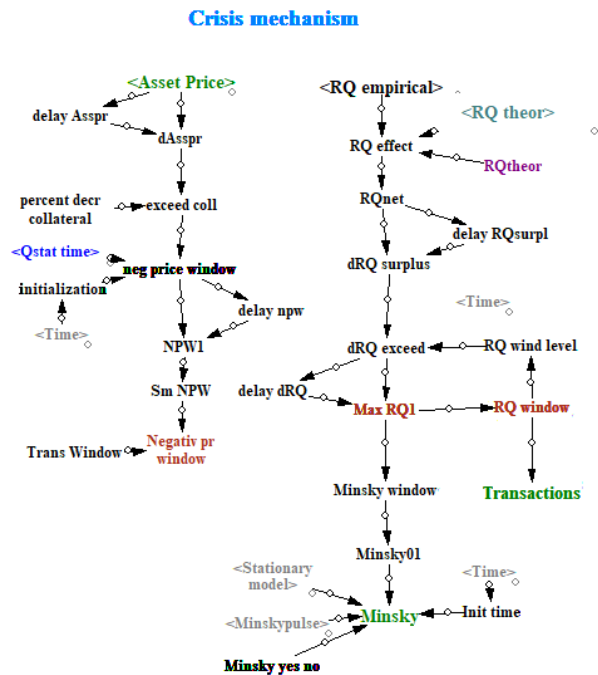 Crisis mechanism
<Asset Price>
delay Asspr
dAsspr
percent decr
collateral
exceed coll
<Qstat time>
neg price window
initialization
<Time>
delay npw
NPW1
Sm NPW
Trans Window
Negativ pr
window
<RQ empirical>
<RQ theor>
RQ effect
RQtheor
RQnet
delay RQsurpl
dRQ surplus
<Time>
dRQ exceed
RQ wind level
delay dRQ
Max RQ1
RQ window
Minsky window
Transactions
Minsky01
<Stationary
model>
<Time>
<Minskypulse>
Minsky
Init time
Minsky yes no